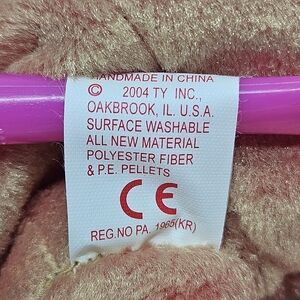 HANDMADE IN CHINA
© 2004 TY INC.,
OAKBROOK, IL. U.S.A.
SURFACE WASHABLE
ALL NEW MATERIAL
POLYESTER FIBER
& P.E. PELLETS
CE
REG.NO PA. 1965(KR)